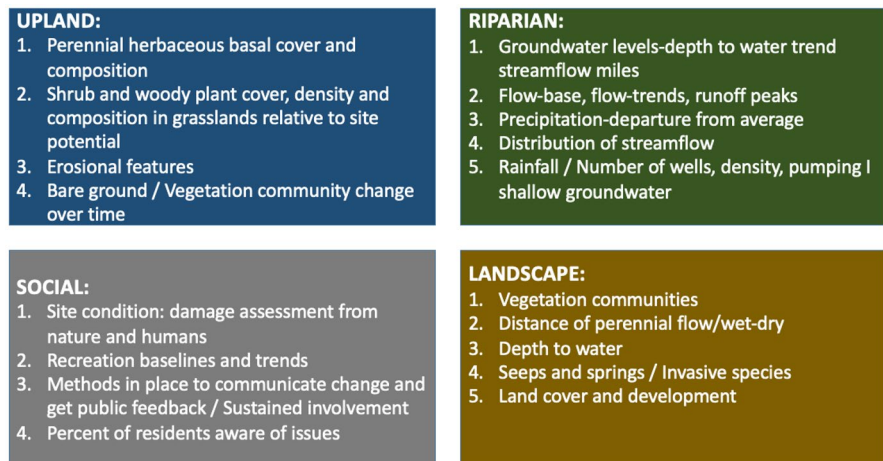 UPLAND:
1. Perennial herbaceous basal cover and
composition
2. Shrub and woody plant cover, density and
composition in grasslands relative to site
potential
3. Erosional features
4. Bare ground / Vegetation community change
over time
RIPARIAN:
1. Groundwater levels-depth to water trend
streamflow miles
2. Flow-base, flow-trends, runoff peaks
3. Precipitation-departure from average
4. Distribution of streamflow
5. Rainfall / Number of wells, density, pumping I
shallow groundwater
SOCIAL:
1. Site condition: damage assessment from
nature and humans
2. Recreation baselines and trends
3. Methods in place to communicate change and
get public feedback / Sustained involvement
4. Percent of residents aware of issues
LANDSCAPE:
1. Vegetation communities
2. Distance of perennial flow/wet-dry
3. Depth to water
4. Seeps and springs / Invasive species
5. Land cover and development